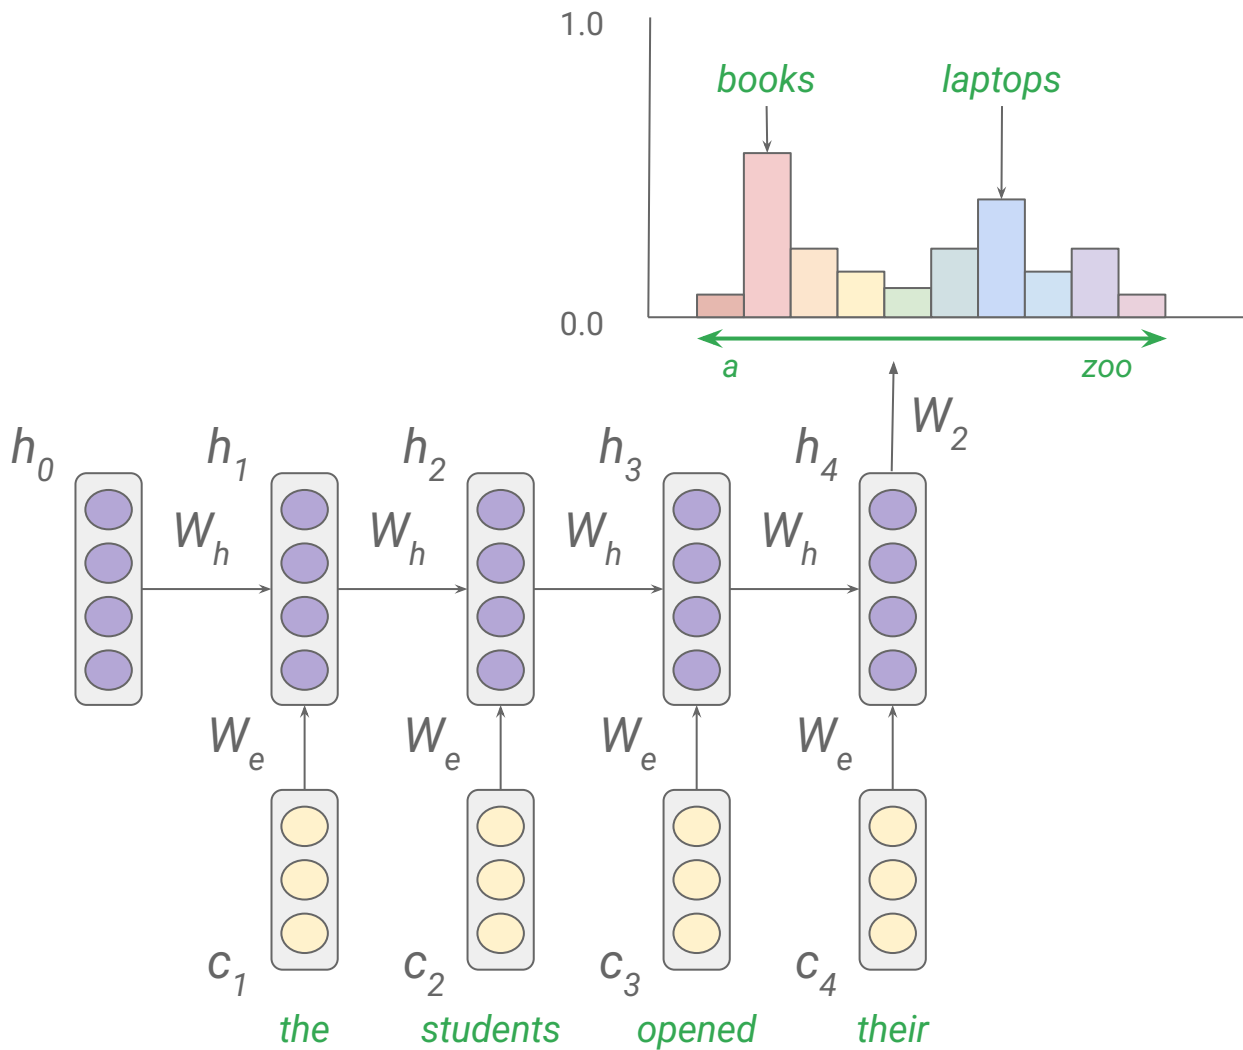 1.0
books laptops
0.0
a zoo
W₂
h₀ h₁ h₂ h₃ h₄
Wₕ Wₕ Wₕ Wₕ
Wₑ Wₑ Wₑ Wₑ
c₁ c₂ c₃ c₄
the students opened their